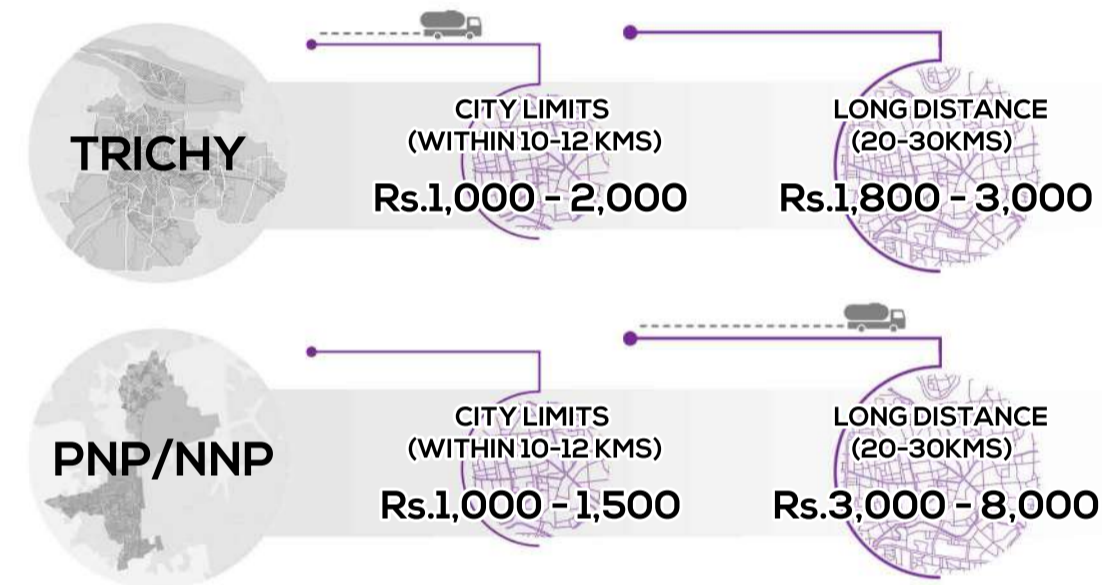 TRICHY
CITY LIMITS
(WITHIN 10-12 KMS)
Rs.1,000 - 2,000
LONG DISTANCE
(20-30KMS)
Rs.1,800 - 3,000
PNP/NNP
CITY LIMITS
(WITHIN 10-12 KMS)
Rs.1,000 - 1,500
LONG DISTANCE
(20-30KMS)
Rs.3,000 - 8,000